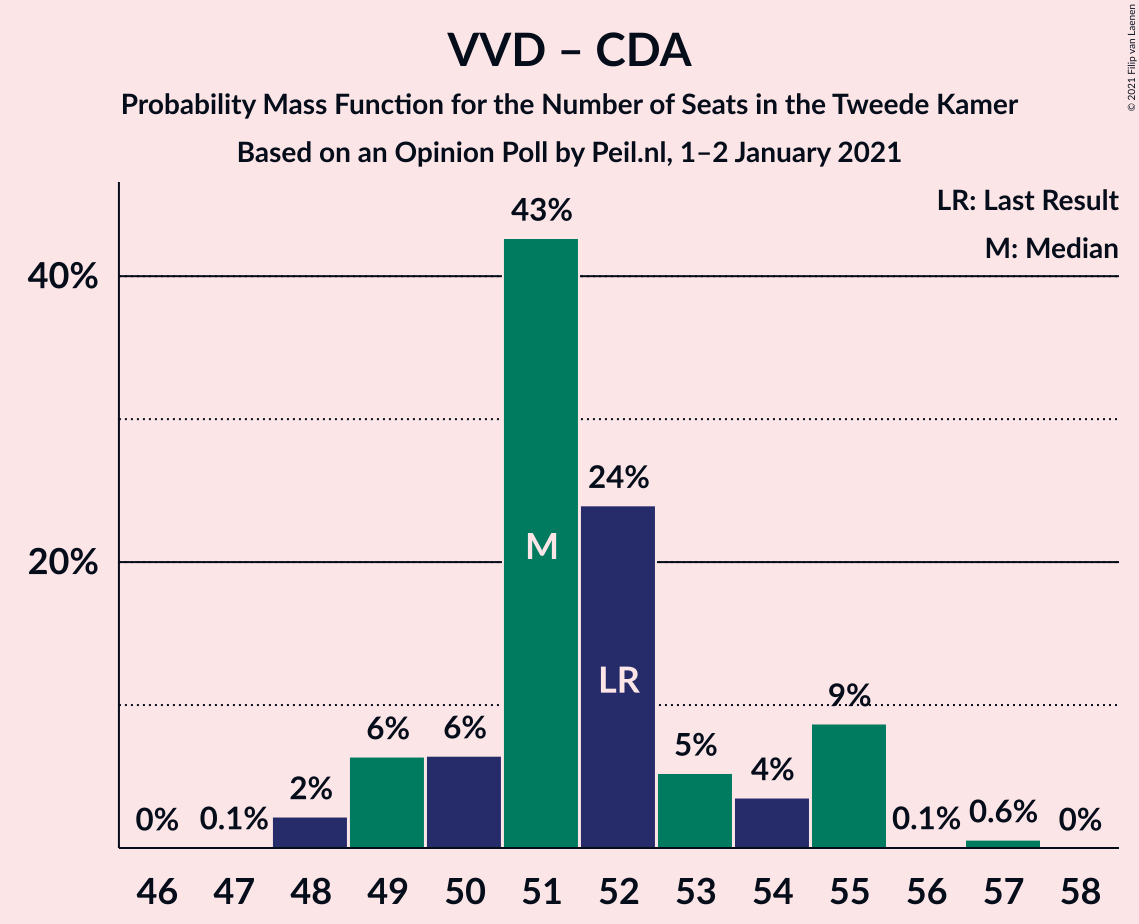 VVD – CDA
Probability Mass Function for the Number of Seats in the Tweede Kamer
Based on an Opinion Poll by Peil.nl, 1–2 January 2021
© 2021 Filip van Laenen
LR: Last Result
M: Median
40%
20%
0%
0.1%
2%
6%
6%
43%
24%
5%
4%
9%
0.1%
0.6%
0%
M
LR
46 47 48 49 50 51 52 53 54 55 56 57 58